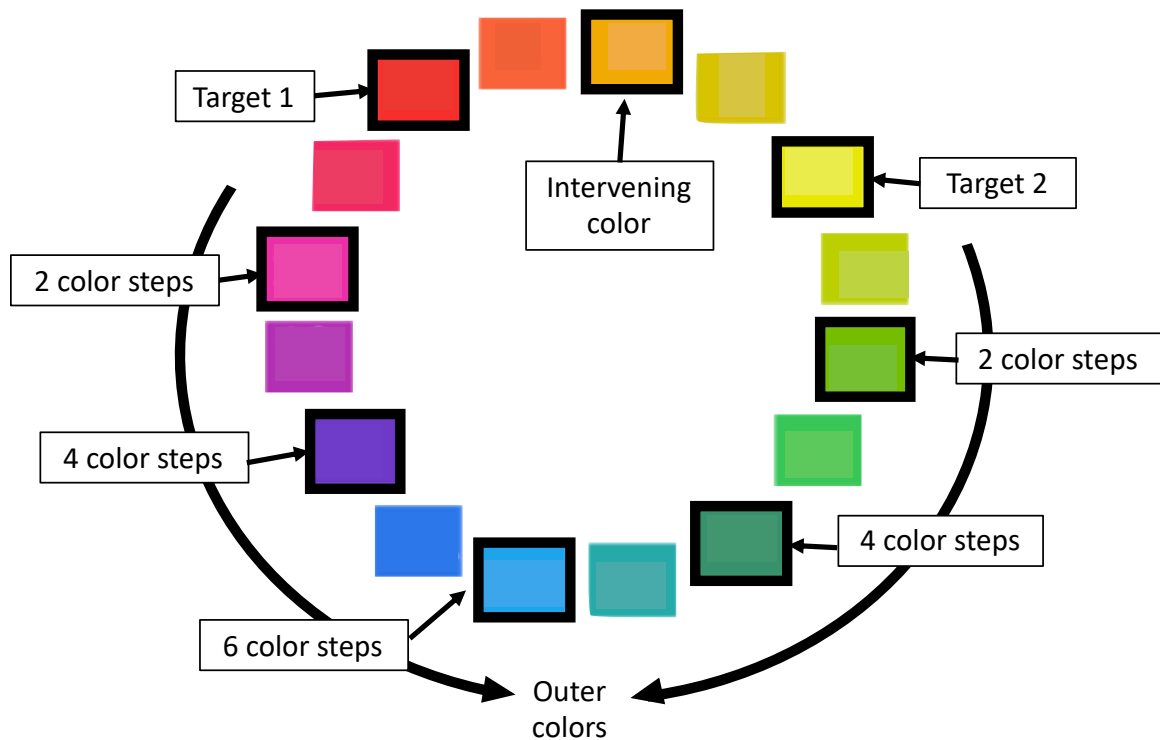 Target 1
Intervening
color
Target 2
2 color steps
2 color steps
4 color steps
4 color steps
6 color steps
Outer
colors